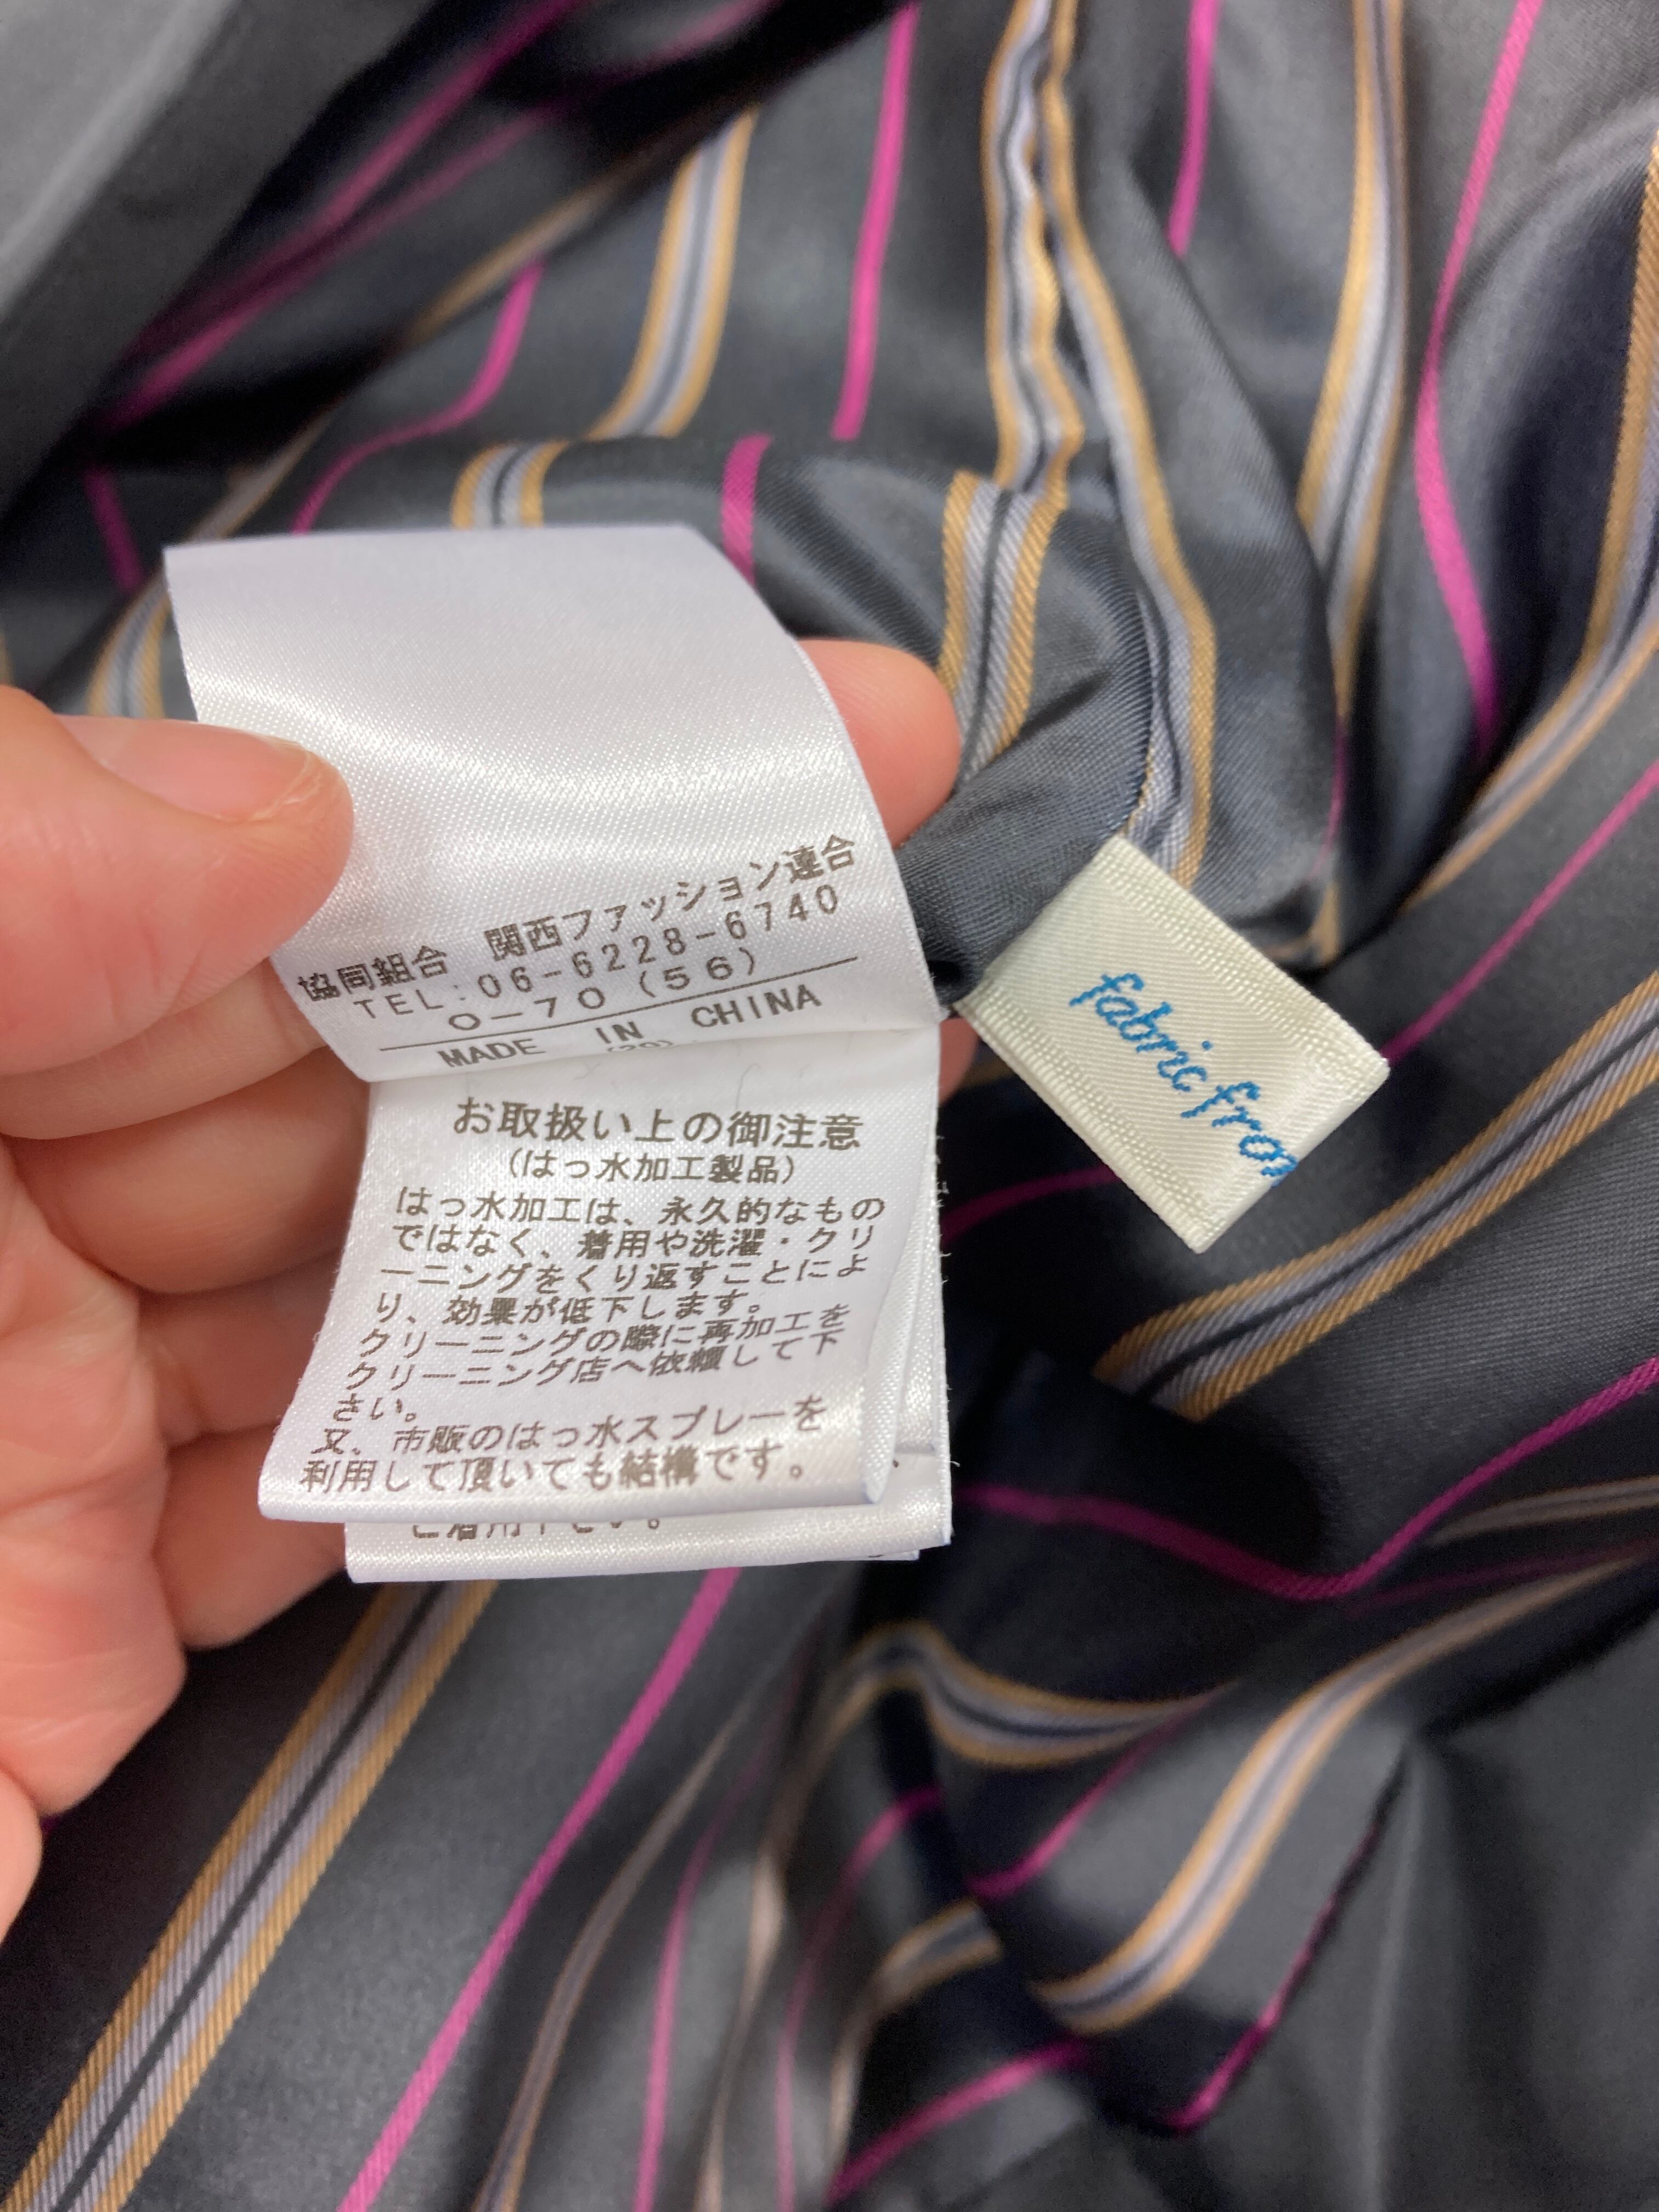 協同組合 関西ファッション連合
TEL.06-6228-6740
O-70(56)
MADE IN CHINA
(20)
お取扱い上の御注意
(はっ水加工製品)
はっ水加工は、永久的なもの
ではなく、着用や洗濯・クリ
ーニングをくり返すことによ
り、効果が低下します。
クリーニングの際に再加工を
クリーニング店へ依頼して下
さい。
又、市販のはっ水スプレーを
利用して頂いても結構です。
ご着用下さい。
fabric fro